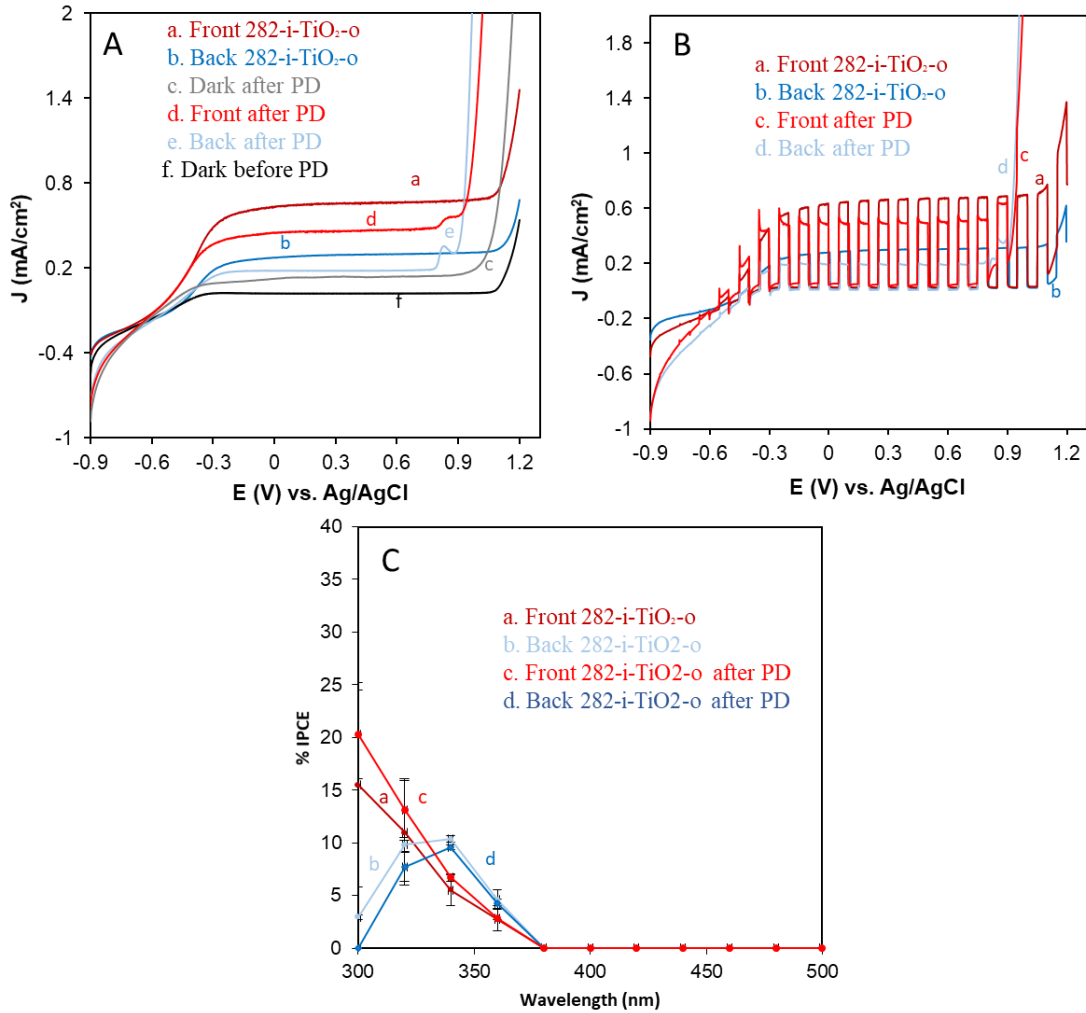 A
a. Front 282-i-TiO₂-o
b. Back 282-i-TiO₂-o
c. Dark after PD
d. Front after PD
e. Back after PD
f. Dark before PD
2
1.4
0.8
0.2
-0.4
-1
J (mA/cm²)
a
d
b
e
c
f
-0.9
-0.6
-0.3
0
0.3
0.6
0.9
1.2
E (V) vs. Ag/AgCl
B
a. Front 282-i-TiO₂-o
b. Back 282-i-TiO₂-o
c. Front after PD
d. Back after PD
1.8
1.4
1
0.6
0.2
-0.2
-0.6
-1
J (mA/cm²)
d
c
a
b
-0.9
-0.6
-0.3
0
0.3
0.6
0.9
1.2
E (V) vs. Ag/AgCl
C
a. Front 282-i-TiO₂-o
b. Back 282-i-TiO2-o
c. Front 282-i-TiO2-o after PD
d. Back 282-i-TiO2-o after PD
40
35
30
25
20
15
10
5
0
% IPCE
a
c
b
d
300
350
400
450
500
Wavelength (nm)